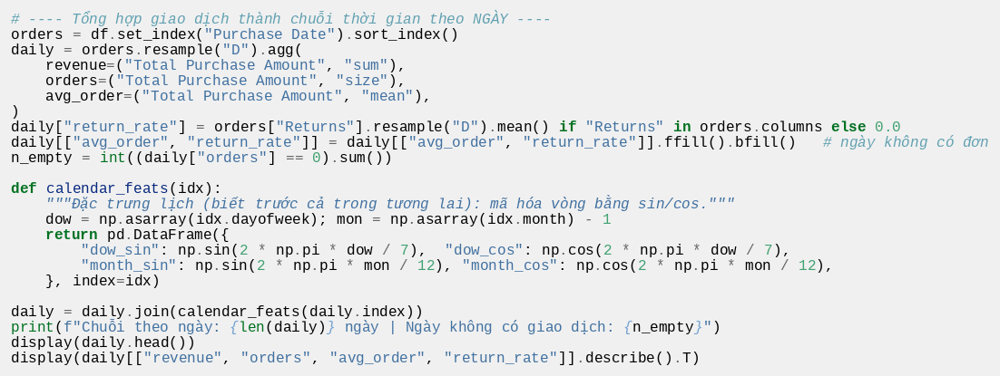 # ---- Tổng hợp giao dịch thành chuỗi thời gian theo NGÀY ----
orders = df.set_index("Purchase Date").sort_index()
daily = orders.resample("D").agg(
    revenue=("Total Purchase Amount", "sum"),
    orders=("Total Purchase Amount", "size"),
    avg_order=("Total Purchase Amount", "mean"),
)
daily["return_rate"] = orders["Returns"].resample("D").mean() if "Returns" in orders.columns else 0.0
daily[["avg_order", "return_rate"]] = daily[["avg_order", "return_rate"]].ffill().bfill()   # ngày không có đơn
n_empty = int((daily["orders"] == 0).sum())

def calendar_feats(idx):
    """Đặc trưng lịch (biết trước cả trong tương lai): mã hóa vòng bằng sin/cos."""
    dow = np.asarray(idx.dayofweek); mon = np.asarray(idx.month) - 1
    return pd.DataFrame({
        "dow_sin": np.sin(2 * np.pi * dow / 7),  "dow_cos": np.cos(2 * np.pi * dow / 7),
        "month_sin": np.sin(2 * np.pi * mon / 12), "month_cos": np.cos(2 * np.pi * mon / 12),
    }, index=idx)

daily = daily.join(calendar_feats(daily.index))
print(f"Chuỗi theo ngày: {len(daily)} ngày | Ngày không có giao dịch: {n_empty}")
display(daily.head())
display(daily[["revenue", "orders", "avg_order", "return_rate"]].describe().T)